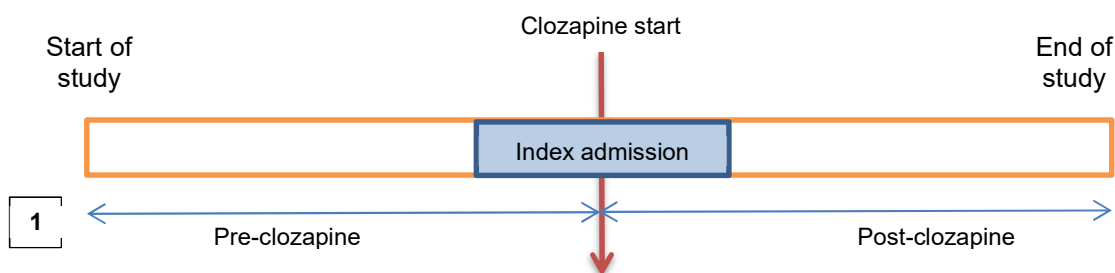 Clozapine start
Start of
study
End of
study
Index admission
1
Pre-clozapine
Post-clozapine